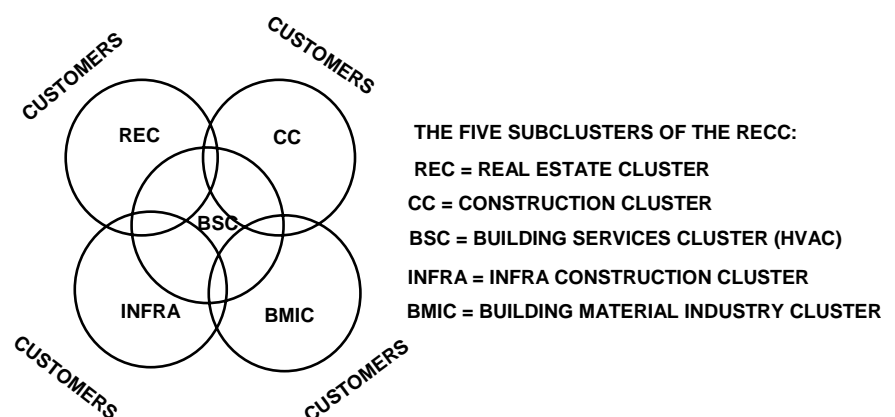 CUSTOMERS
CUSTOMERS
REC
CC
BSC
INFRA
BMIC
CUSTOMERS
CUSTOMERS
THE FIVE SUBCLUSTERS OF THE RECC:
REC = REAL ESTATE CLUSTER
CC = CONSTRUCTION CLUSTER
BSC = BUILDING SERVICES CLUSTER (HVAC)
INFRA = INFRA CONSTRUCTION CLUSTER
BMIC = BUILDING MATERIAL INDUSTRY CLUSTER